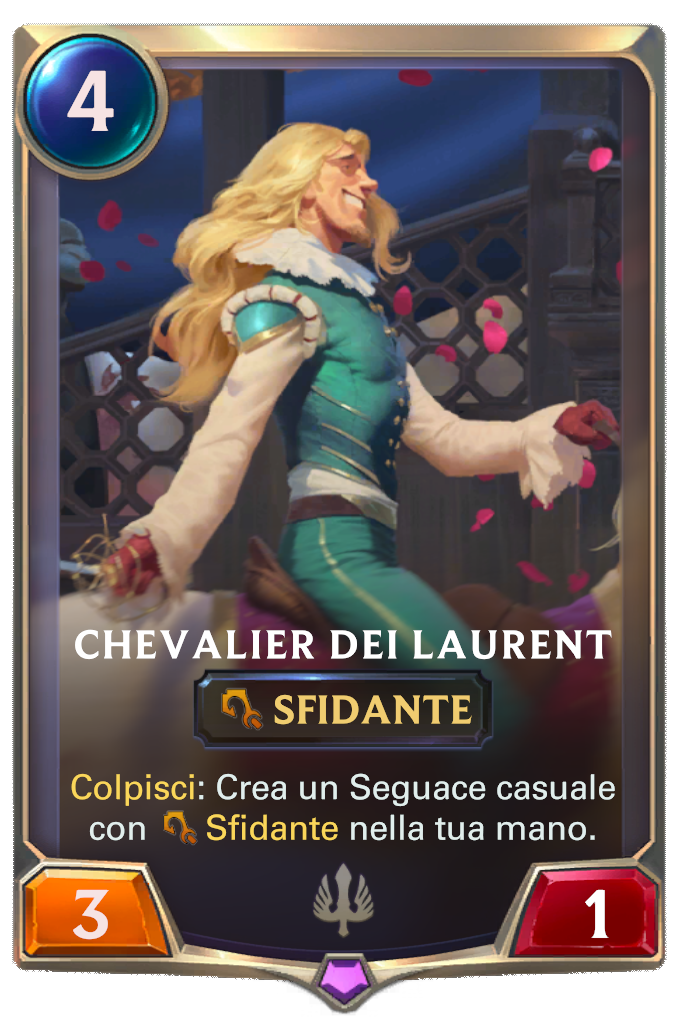 4
CHEVALIER DEI LAURENT
SFIDANTE
Colpisci: Crea un Seguace casuale
con Sfidante nella tua mano.
3
1